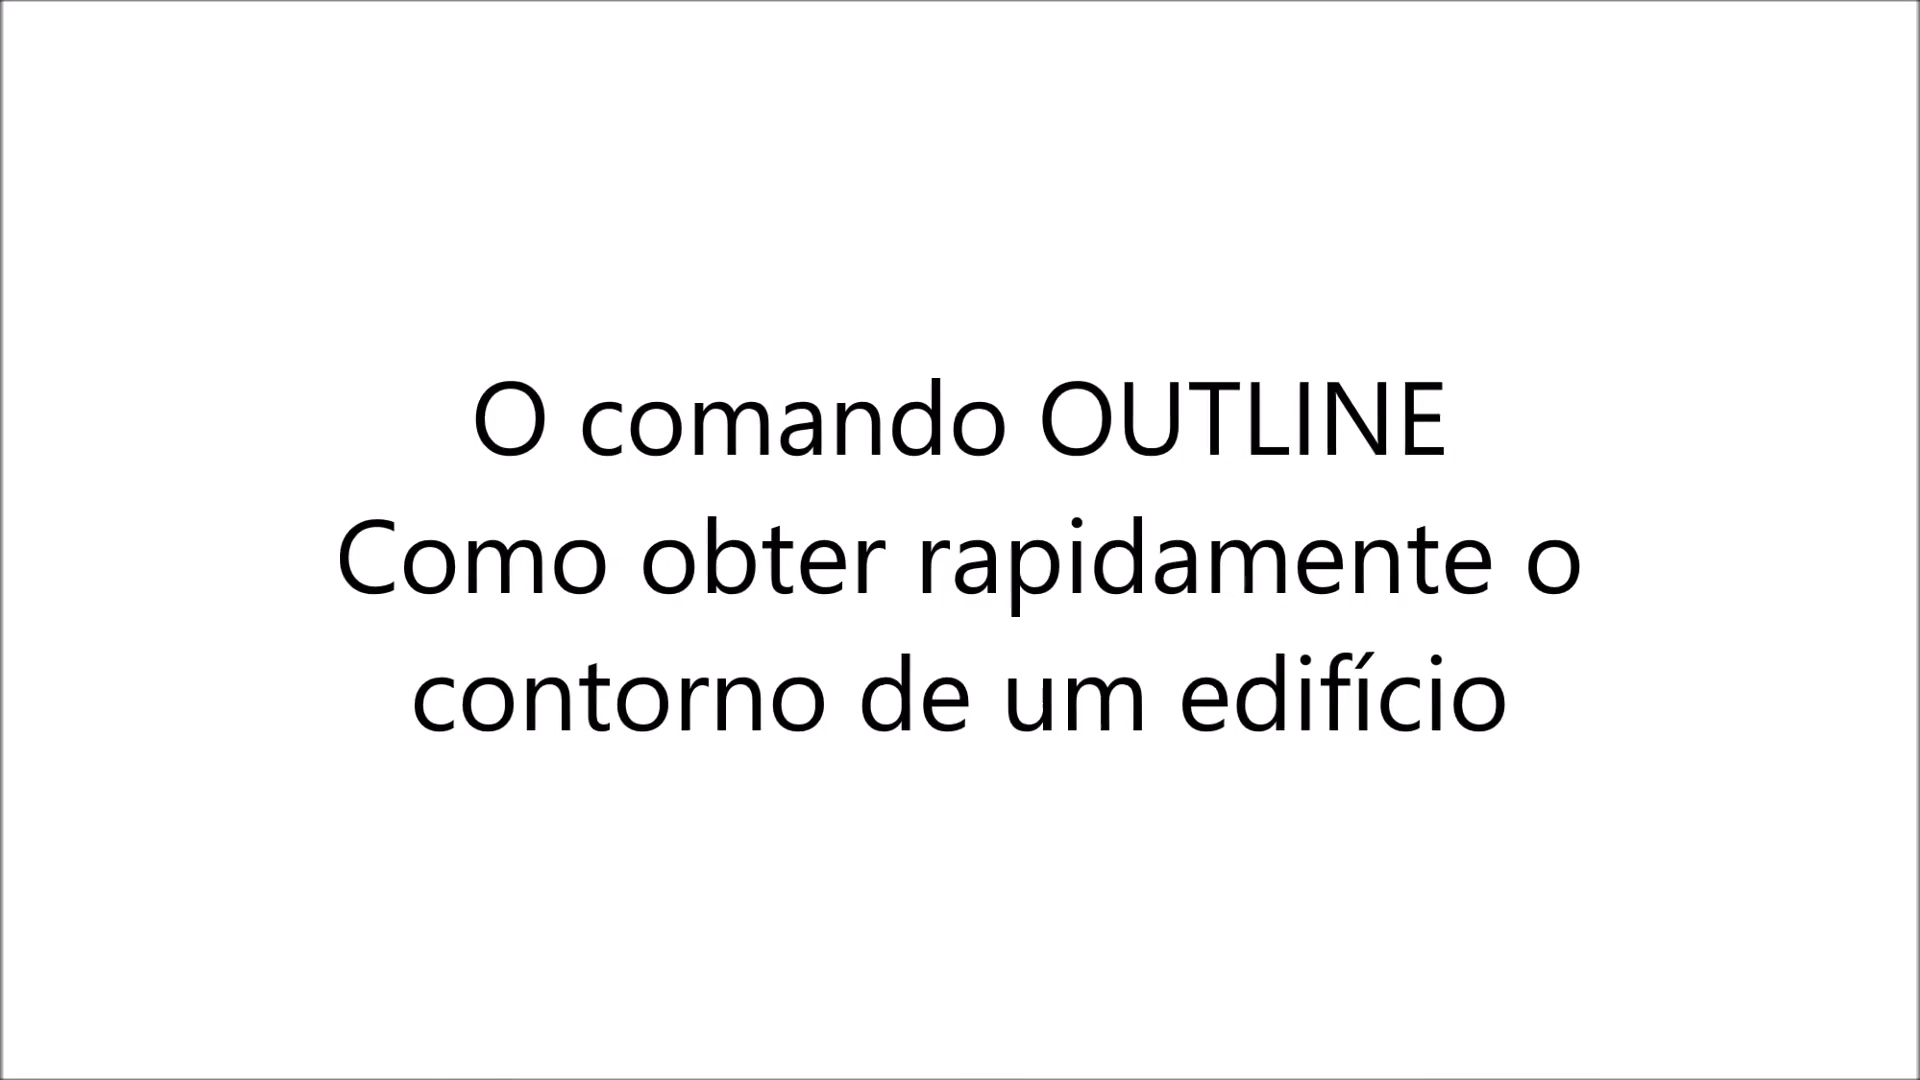 O comando OUTLINE
Como obter rapidamente o
contorno de um edifício